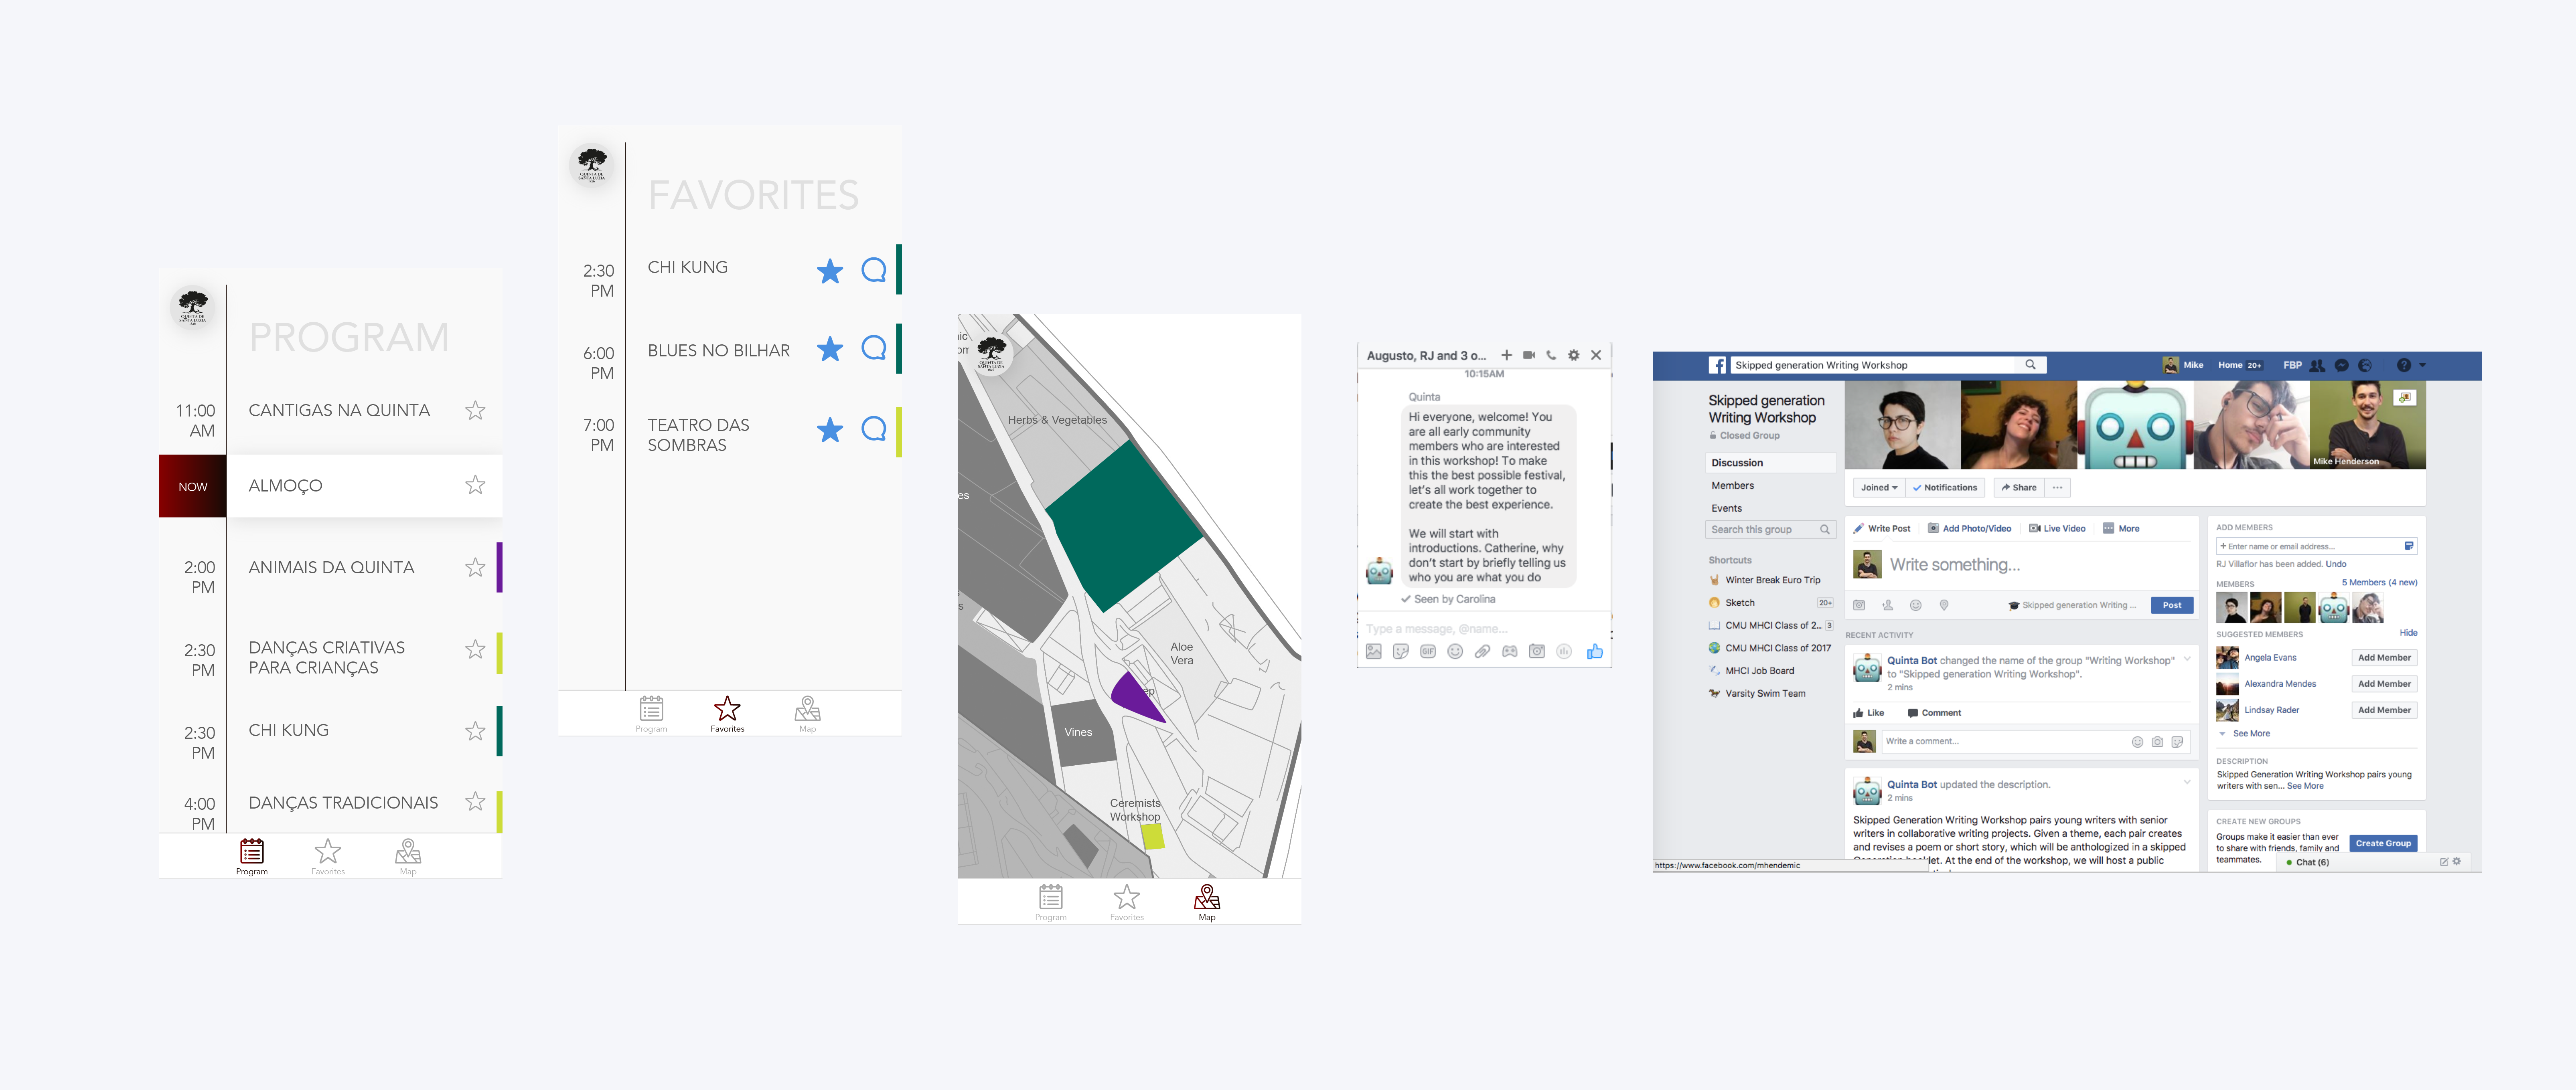 QUINTA DE
SANTA LUZIA
PROGRAM
11:00
AM
CANTIGAS NA QUINTA
NOW
ALMOÇO
2:00
PM
ANIMAIS DA QUINTA
2:30
PM
DANÇAS CRIATIVAS
PARA CRIANÇAS
2:30
PM
CHI KUNG
4:00
PM
DANÇAS TRADICIONAIS
Program
Favorites
Map
QUINTA DE
SANTA LUZIA
FAVORITES
2:30
PM
CHI KUNG
6:00
PM
BLUES NO BILHAR
7:00
PM
TEATRO DAS
SOMBRAS
Program
Favorites
Map
QUINTA DE
SANTA LUZIA
Herbs & Vegetables
es
s
Aloe
Vera
ep
Vines
Ceremists
Workshop
Program
Favorites
Map
Augusto, RJ and 3 o...
10:15AM
Quinta
Hi everyone, welcome! You
are all early community
members who are interested
in this workshop! To make
this the best possible festival,
let's all work together to
create the best experience.
We will start with
introductions. Catherine, why
don't start by briefly telling us
who you are what you do
Seen by Carolina
Type a message, @name...
GIF
Skipped generation Writing Workshop
Mike
Home 20+
FBP
Skipped generation
Writing Workshop
Closed Group
Discussion
Members
Events
Search this group
Shortcuts
Winter Break Euro Trip
Sketch 20+
CMU MHCI Class of 2... 3
CMU MHCI Class of 2017
MHCI Job Board
Varsity Swim Team
Mike Henderson
Joined
Notifications
Share
Write Post
Add Photo/Video
Live Video
More
Write something...
Skipped generation Writing ...
Post
RECENT ACTIVITY
Quinta Bot changed the name of the group "Writing Workshop"
to "Skipped generation Writing Workshop".
2 mins
Like
Comment
Write a comment...
Quinta Bot updated the description.
2 mins
Skipped Generation Writing Workshop pairs young writers with senior
writers in collaborative writing projects. Given a theme, each pair creates
and revises a poem or short story, which will be anthologized in a skipped
let. At the end of the workshop, we will host a public
https://www.facebook.com/mhendemic
ADD MEMBERS
+ Enter name or email address...
RJ Villaflor has been added. Undo
MEMBERS
5 Members (4 new)
SUGGESTED MEMBERS
Hide
Angela Evans
Add Member
Alexandra Mendes
Add Member
Lindsay Rader
Add Member
See More
DESCRIPTION
Skipped Generation Writing Workshop pairs young
writers with sen... See More
CREATE NEW GROUPS
Groups make it easier than ever
to share with friends, family and
teammates.
Create Group
Chat (6)